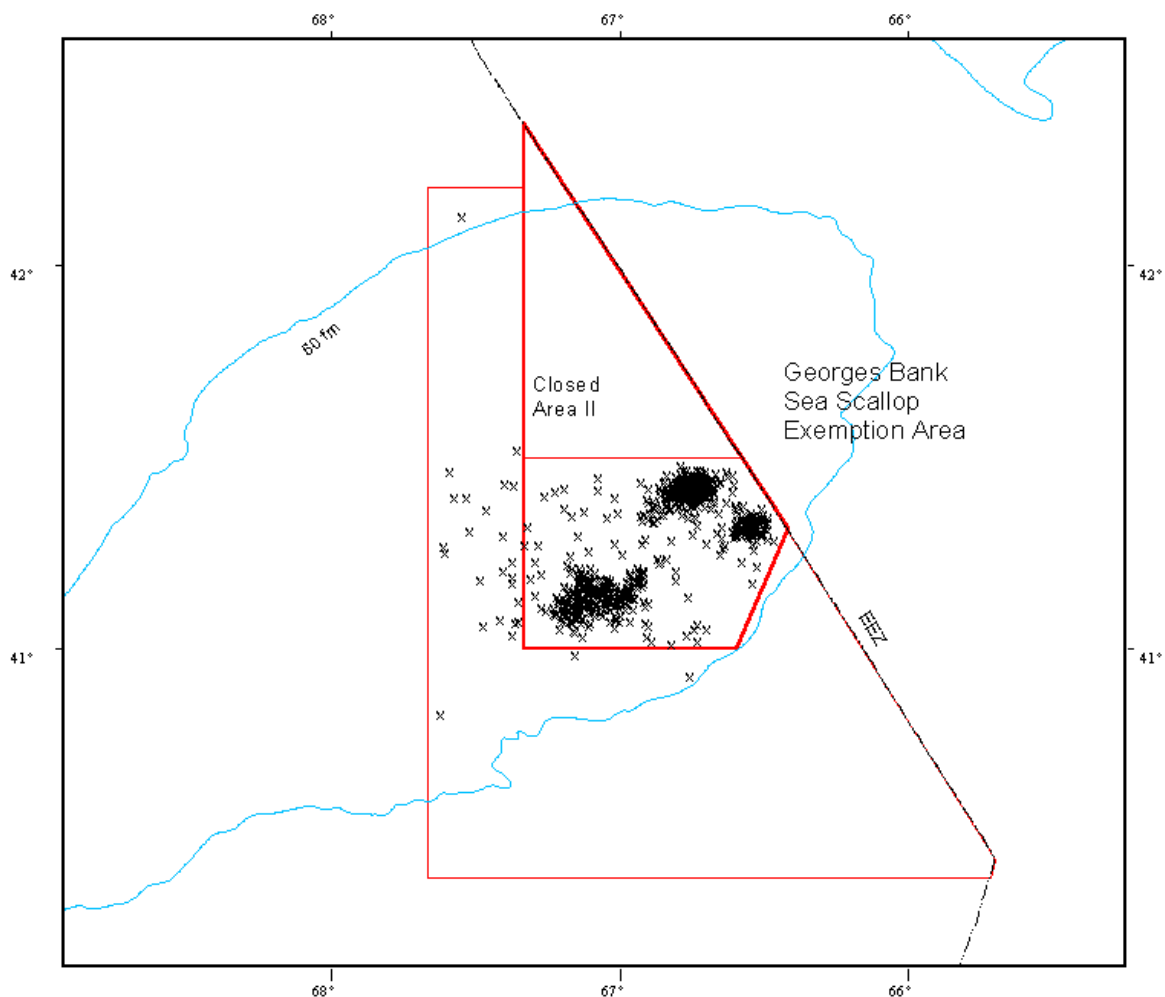 68° 67° 66°
42° 42°
60 fm
Closed
Area II
Georges Bank
Sea Scallop
Exemption Area
EEZ
41° 41°
68° 67° 66°